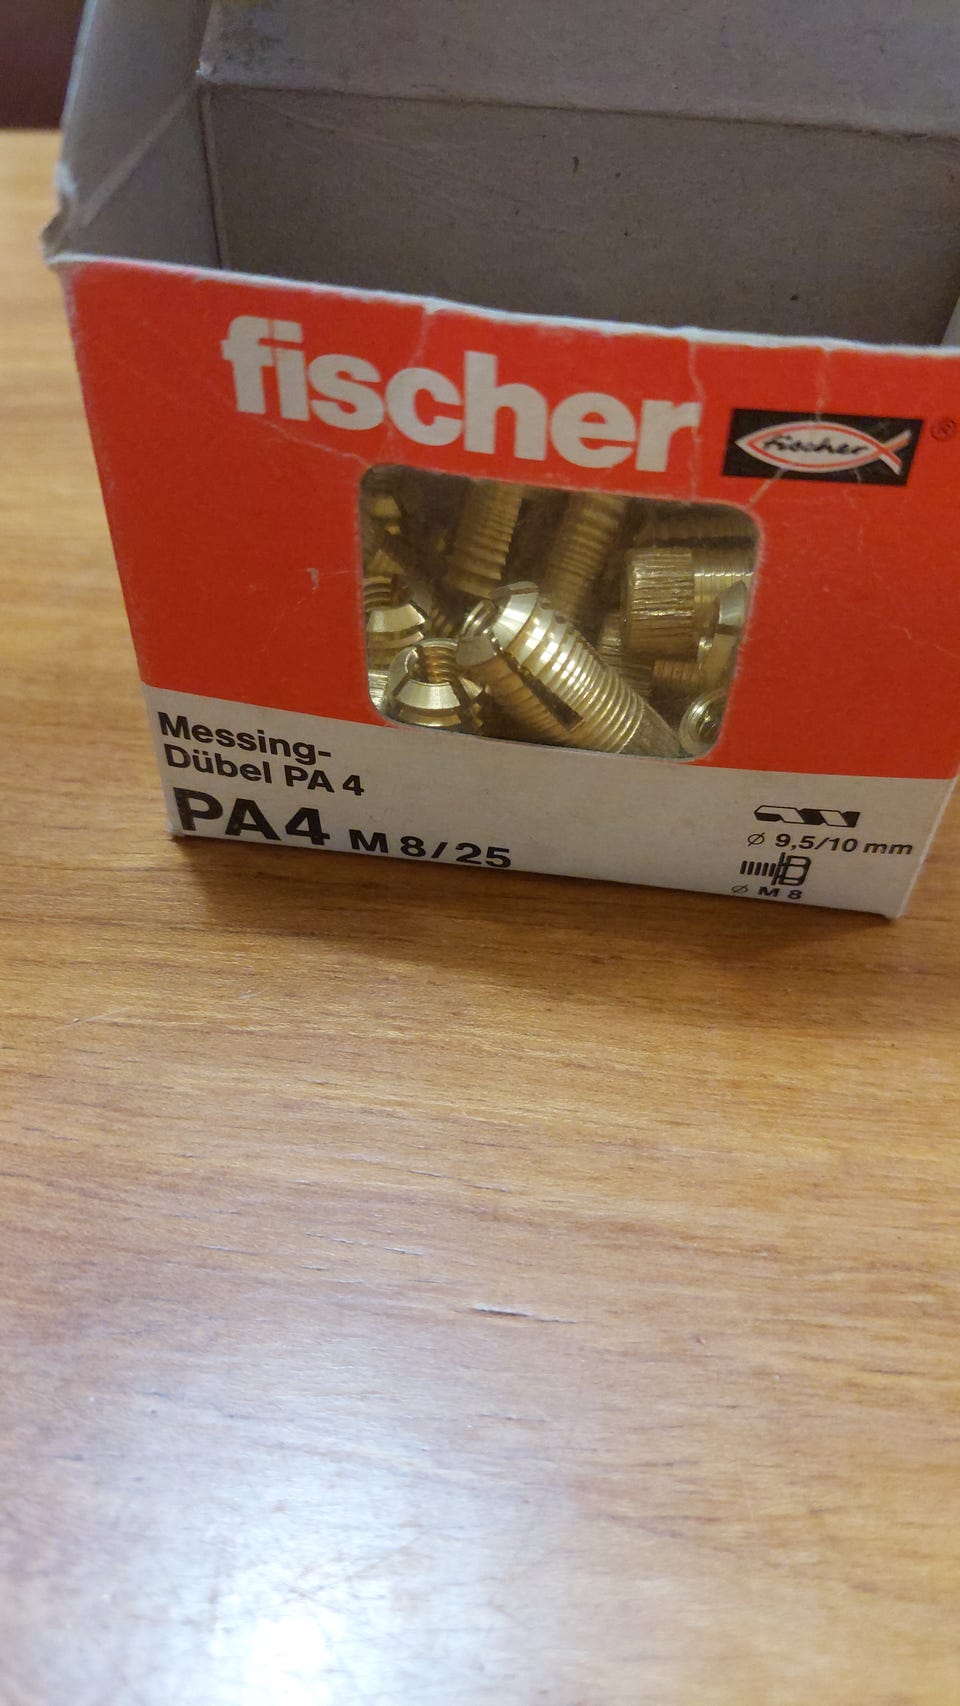 fischer
fischer ®
Messing-
Dübel PA 4
PA4 M 8/25
Ø 9,5/10 mm
Ø M 8